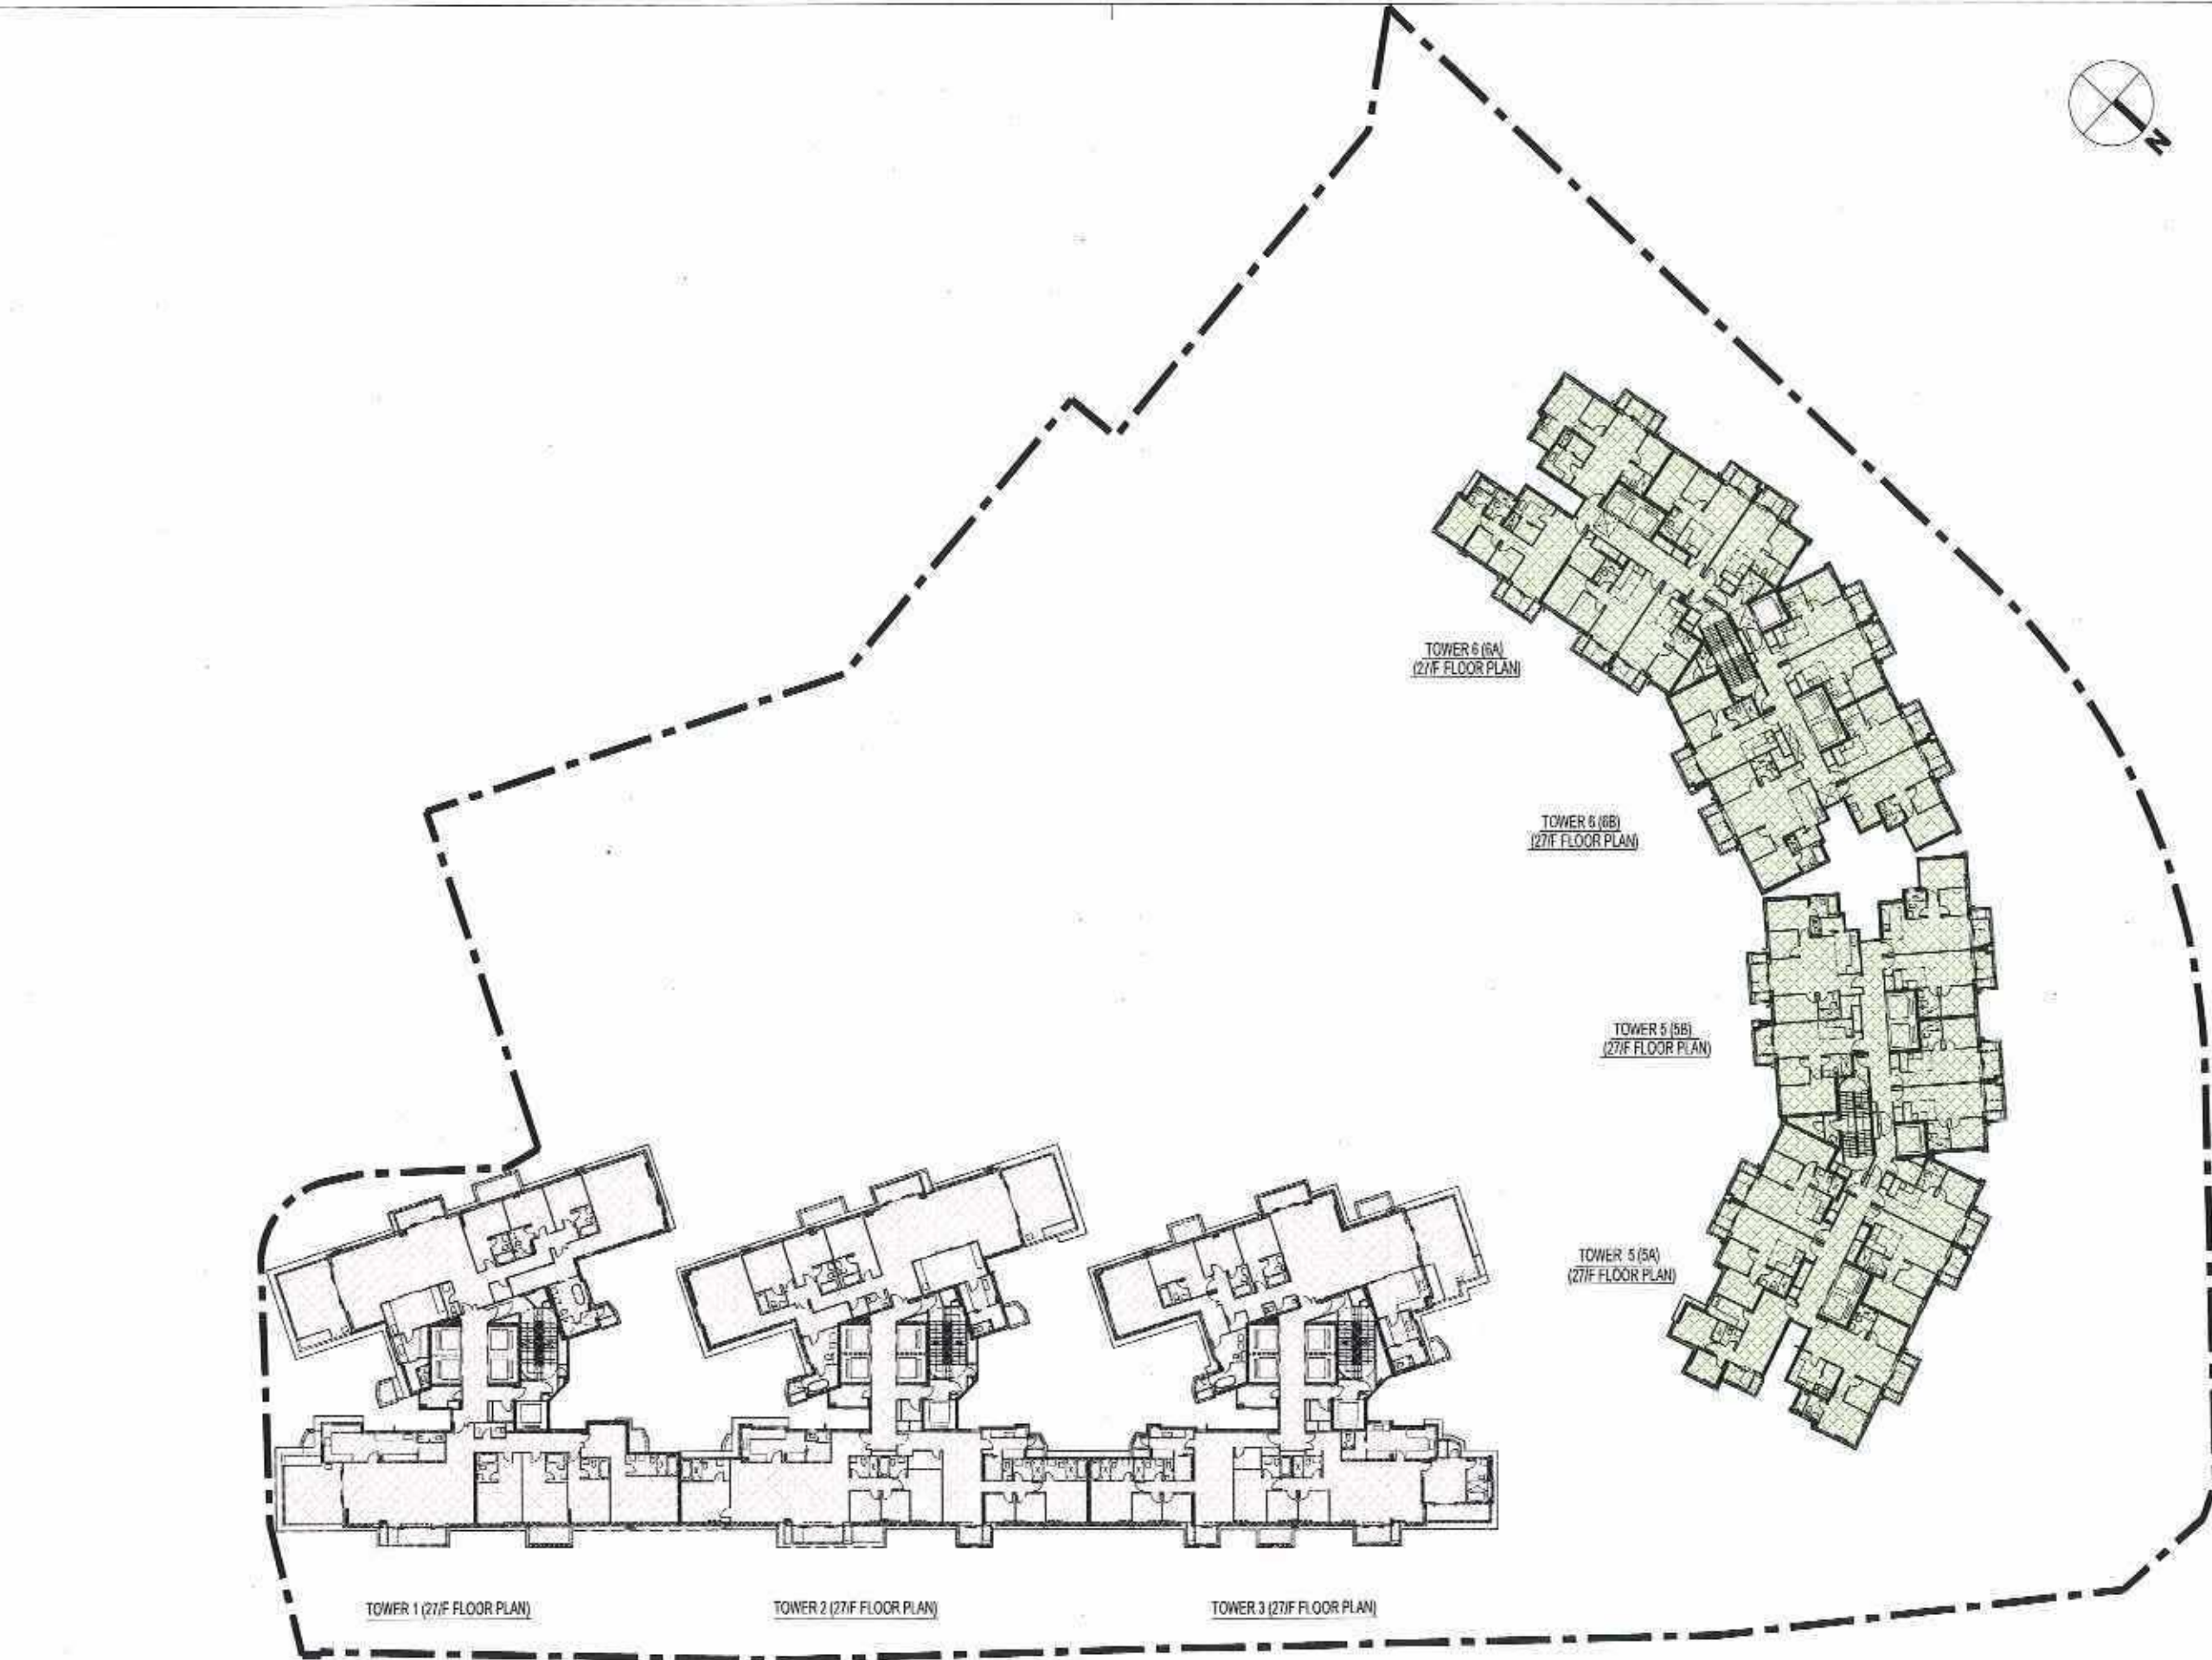 N
TOWER 6 (6A)
(27/F FLOOR PLAN)
TOWER 6 (6B)
(27/F FLOOR PLAN)
TOWER 5 (5B)
(27/F FLOOR PLAN)
TOWER 5 (5A)
(27/F FLOOR PLAN)
TOWER 1 (27/F FLOOR PLAN)
TOWER 2 (27/F FLOOR PLAN)
TOWER 3 (27/F FLOOR PLAN)